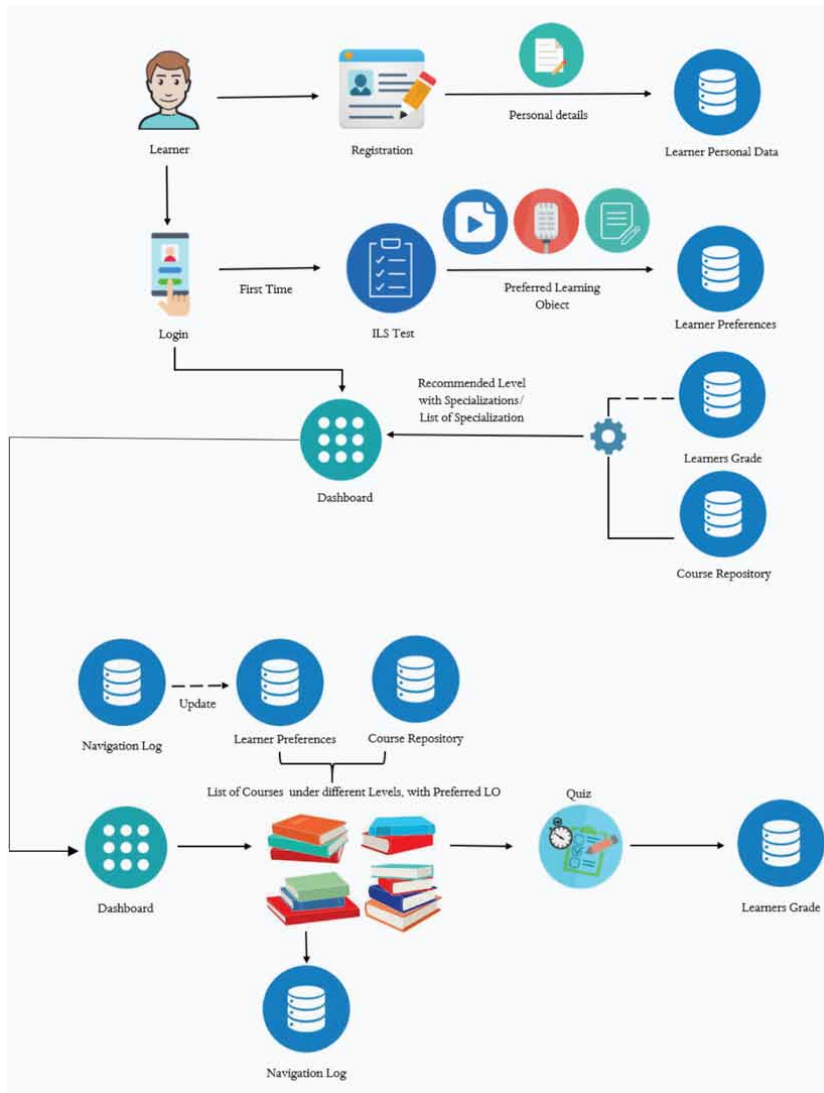 Personal details
Learner
Registration
Learner Personal Data
First Time
Preferred Learning
Object
Login
ILS Test
Learner Preferences
Recommended Level
with Specializations/
List of Specialization
Learners Grade
Dashboard
Course Repository
Update
Navigation Log
Learner Preferences
Course Repository
List of Courses under different Levels, with Preferred LO
Quiz
Dashboard
Learners Grade
Navigation Log